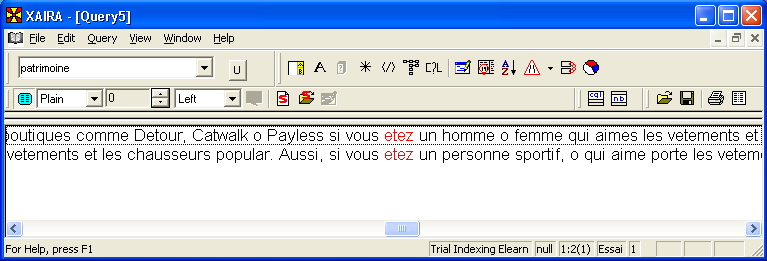 XAIRA - [Query5]
File Edit Query View Window Help
patrimoine U A </> [?L A Z
Plain 0 Left S cql nb
boutiques comme Detour, Catwalk o Payless si vous etez un homme o femme qui aimes les vetements et
vetements et les chausseurs popular. Aussi, si vous etez un personne sportif, o qui aime porte les vetem
For Help, press F1 Trial Indexing Elearn null 1:2(1) Essai 1